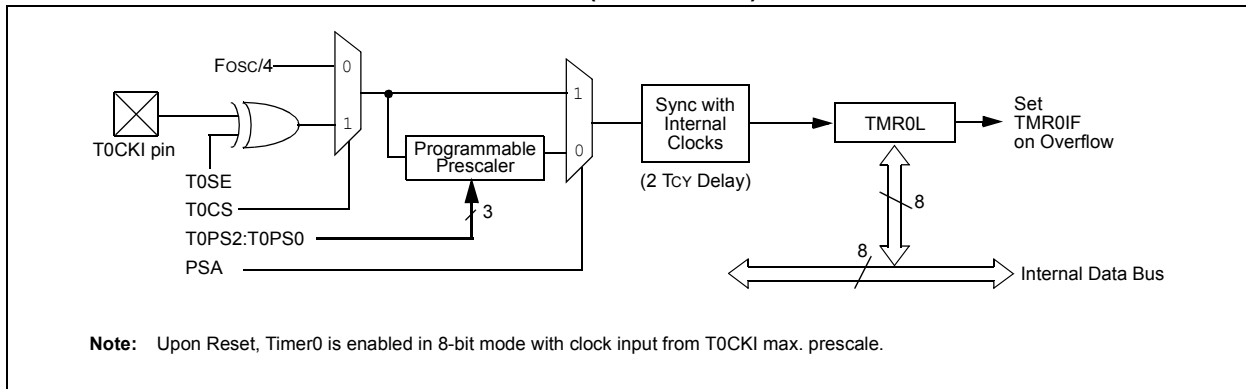 FOSC/4
0
1
T0CKI pin
T0SE
T0CS
T0PS2:T0PS0
PSA
Programmable
Prescaler
3
1
0
Sync with
Internal
Clocks
(2 TCY Delay)
TMR0L
Set
TMR0IF
on Overflow
8
8
Internal Data Bus
Note: Upon Reset, Timer0 is enabled in 8-bit mode with clock input from T0CKI max. prescale.